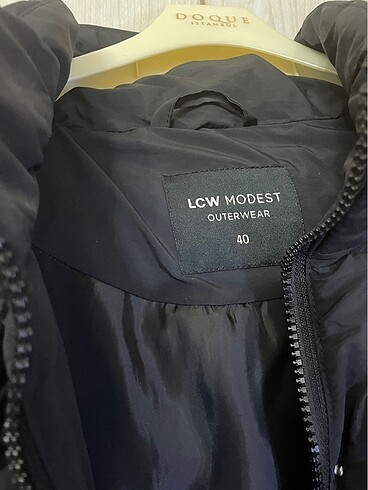 DOQUE
ISTANBUL
LCW MODEST
OUTERWEAR
40